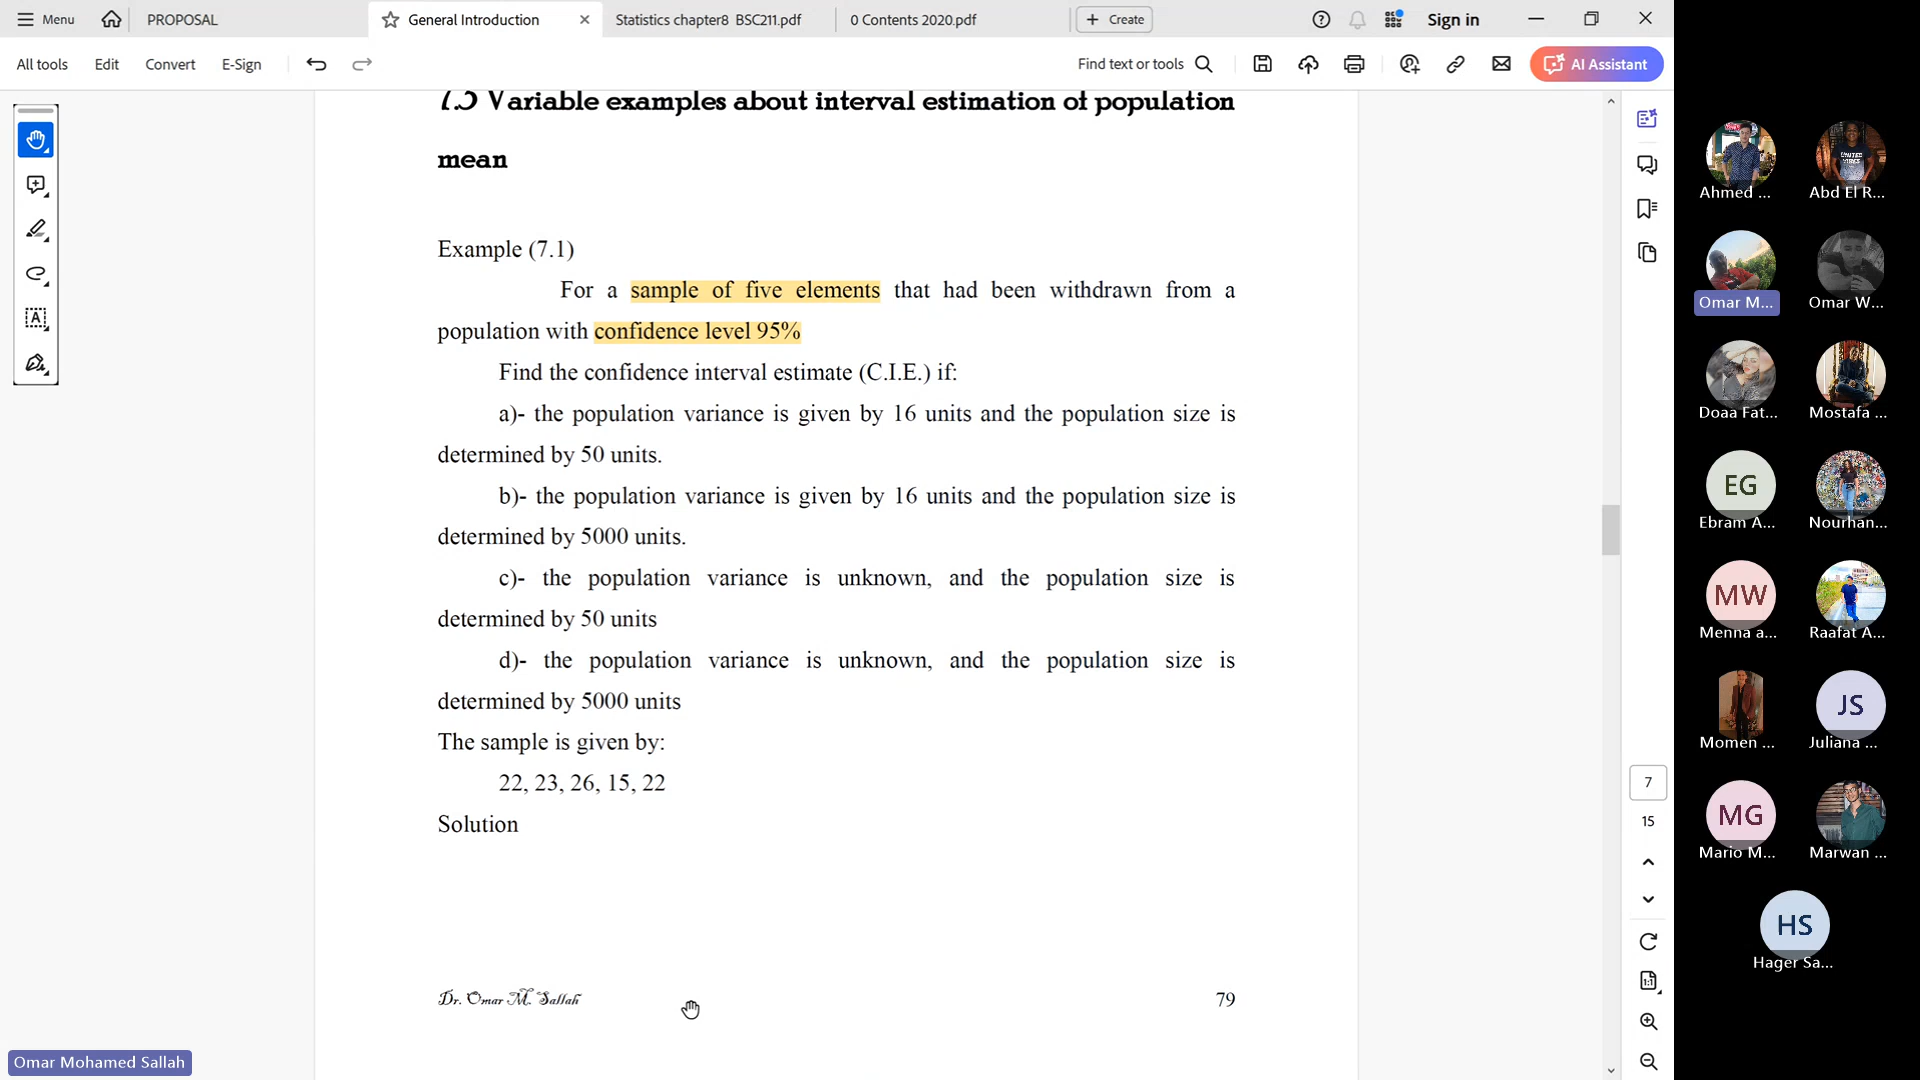 Menu
PROPOSAL
General Introduction
Statistics chapter8 BSC211.pdf
0 Contents 2020.pdf
Create
Sign in
All tools
Edit
Convert
E-Sign
Find text or tools
AI Assistant
7.3 Variable examples about interval estimation of population
mean
Example (7.1)
For a sample of five elements that had been withdrawn from a
population with confidence level 95%
Find the confidence interval estimate (C.I.E.) if:
a)- the population variance is given by 16 units and the population size is
determined by 50 units.
b)- the population variance is given by 16 units and the population size is
determined by 5000 units.
c)- the population variance is unknown, and the population size is
determined by 50 units
d)- the population variance is unknown, and the population size is
determined by 5000 units
The sample is given by:
22, 23, 26, 15, 22
Solution
Dr. Omar M. Sallah
79
7
15
Omar Mohamed Sallah
Ahmed ...
Abd El R...
Omar M...
Omar W...
Doaa Fat...
Mostafa ...
EG
Ebram A...
Nourhan...
MW
Menna a...
Raafat A...
Momen ...
JS
Juliana ...
MG
Mario M...
Marwan ...
HS
Hager Sa...